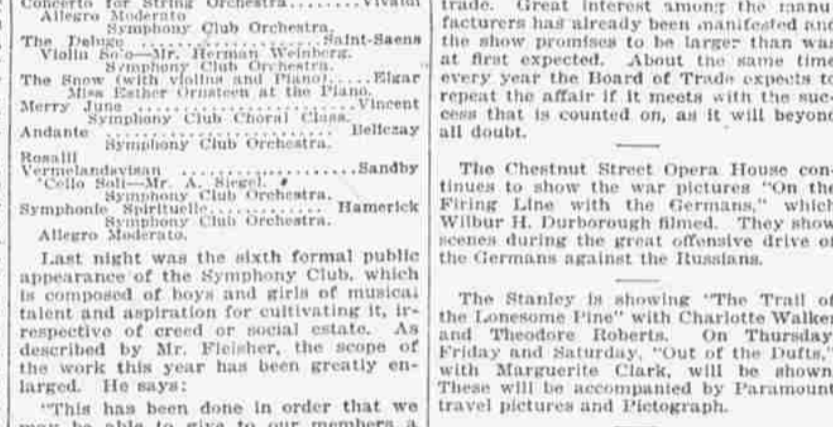 Concerto for String Orchestra..........Vivaldi
Allegro Moderato
Symphony Club Orchestra.
The Deluge ......................Saint-Saens
Violin Solo—Mr. Herman Weinberg.
Symphony Club Orchestra.
The Snow (with violins and Piano).....Elgar
Miss Esther Ornsteen at the Piano.
Merry June ........................Vincent
Symphony Club Choral Class.
Andante ......................... Bellczay
Symphony Club Orchestra.
Rosalil
Vermelandsvisan ...................Sandby
'Cello Soli—Mr. A. Siegel.
Symphony Club Orchestra.
Symphonie Spirituelle............. Hamerick
Symphony Club Orchestra.
Allegro Moderato.
Last night was the sixth formal public
appearance of the Symphony Club, which
is composed of boys and girls of musical
talent and aspiration for cultivating it, ir-
respective of creed or social estate. As
described by Mr. Fleisher, the scope of
the work this year has been greatly en-
larged. He says:
"This has been done in order that we
may be able to give to our members a
trade. Great interest among the manu-
facturers has already been manifested and
the show promises to be larger than was
at first expected. About the same time
every year the Board of Trade expects to
repeat the affair if it meets with the suc-
cess that is counted on, as it will beyond
all doubt.
The Chestnut Street Opera House con-
tinues to show the war pictures "On the
Firing Line with the Germans," which
Wilbur H. Durborough filmed. They show
scenes during the great offensive drive of
the Germans against the Russians.
The Stanley is showing "The Trail of
the Lonesome Pine" with Charlotte Walker
and Theodore Roberts. On Thursday,
Friday and Saturday, "Out of the Dufts,"
with Marguerite Clark, will be shown.
These will be accompanied by Paramount
travel pictures and Pictograph.